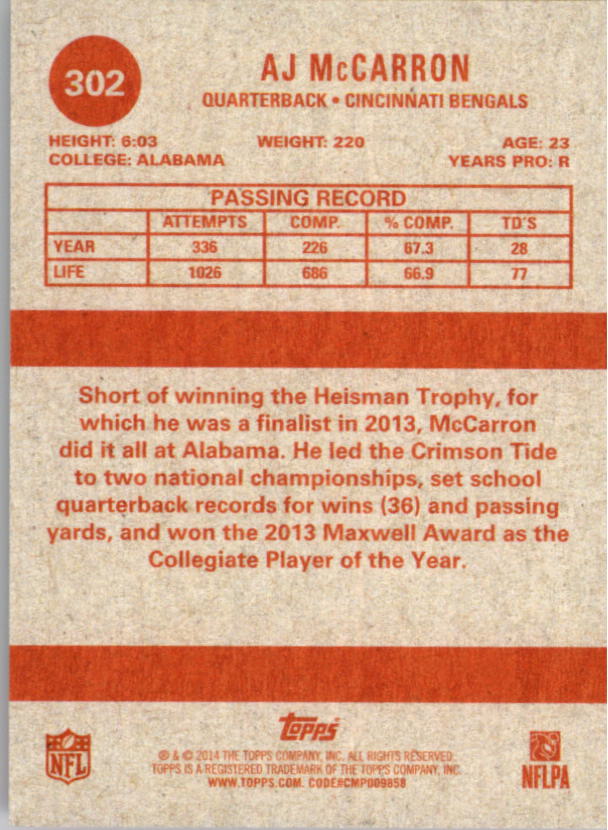 302
AJ McCARRON
QUARTERBACK • CINCINNATI BENGALS
HEIGHT: 6:03 WEIGHT: 220 AGE: 23
COLLEGE: ALABAMA YEARS PRO: R
PASSING RECORD
ATTEMPTS COMP. % COMP. TD'S
YEAR 336 226 67.3 28
LIFE 1026 686 66.9 77
Short of winning the Heisman Trophy, for
which he was a finalist in 2013, McCarron
did it all at Alabama. He led the Crimson Tide
to two national championships, set school
quarterback records for wins (36) and passing
yards, and won the 2013 Maxwell Award as the
Collegiate Player of the Year.
Topps
® & © 2014 THE TOPPS COMPANY, INC. ALL RIGHTS RESERVED.
TOPPS IS A REGISTERED TRADEMARK OF THE TOPPS COMPANY, INC.
WWW.TOPPS.COM. CODE#CMP009858
NFL
NFLPA